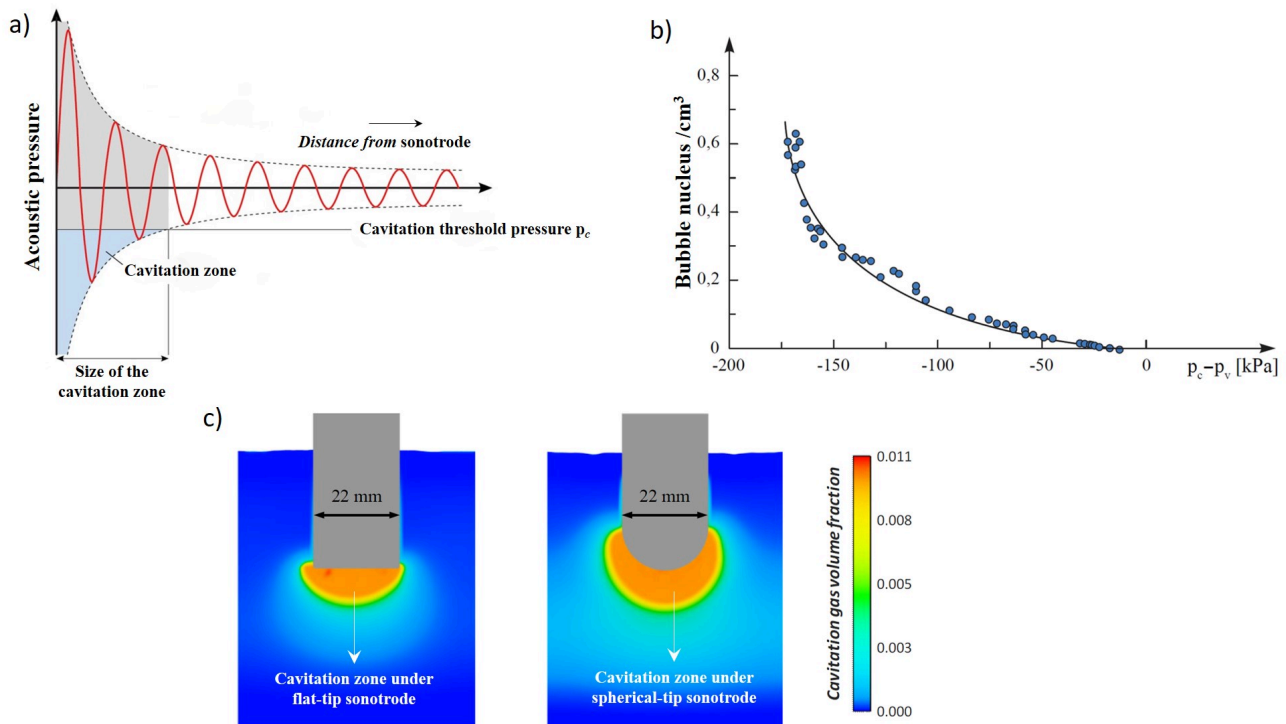 a)
Acoustic pressure
Distance from sonotrode
Cavitation threshold pressure pc
Cavitation zone
Size of the
cavitation zone
b)
Bubble nucleus /cm³
0,8
0,6
0,4
0,2
0
-200
-150
-100
-50
0
pc–pv [kPa]
c)
22 mm
Cavitation zone under
flat-tip sonotrode
22 mm
Cavitation zone under
spherical-tip sonotrode
Cavitation gas volume fraction
0.011
0.008
0.005
0.003
0.000